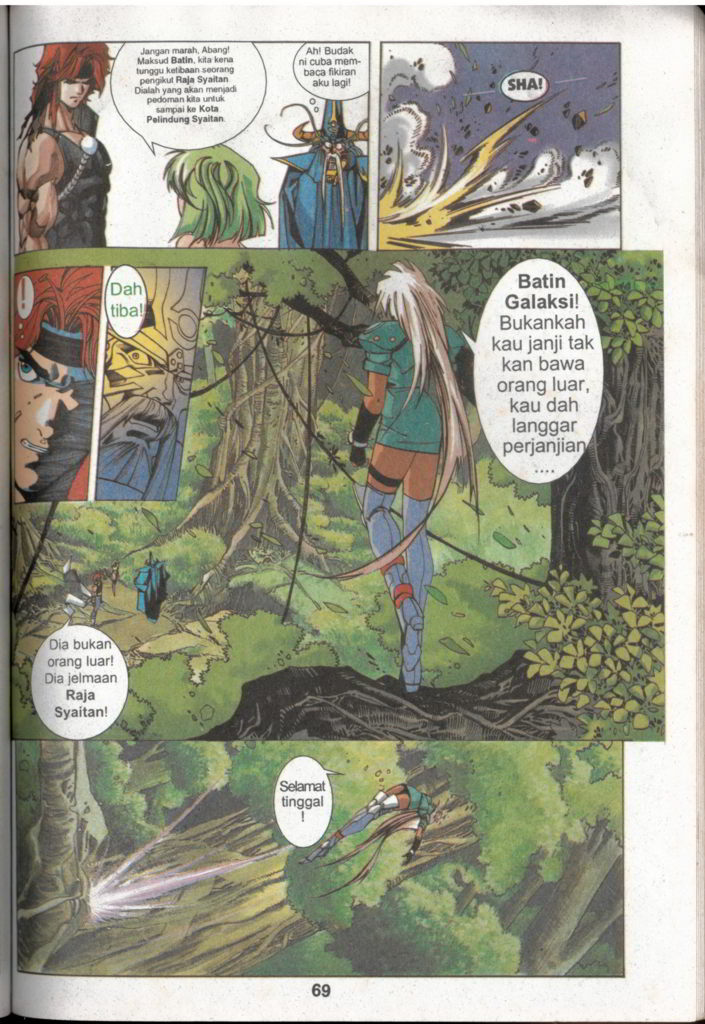 Jangan marah, Abang!
Maksud Batin, kita kena
tunggu ketibaan seorang
pengikut Raja Syaitan.
Dialah yang akan menjadi
pedoman kita untuk
sampai ke Kota
Pelindung Syaitan.
Ah! Budak
ni cuba mem-
baca fikiran
aku lagi!
SHA!
!
Dah
tiba!
Batin
Galaksi!
Bukankah
kau janji tak
kan bawa
orang luar,
kau dah
langgar
perjanjian
....
Dia bukan
orang luar!
Dia jelmaan
Raja
Syaitan!
Selamat
tinggal
!
69